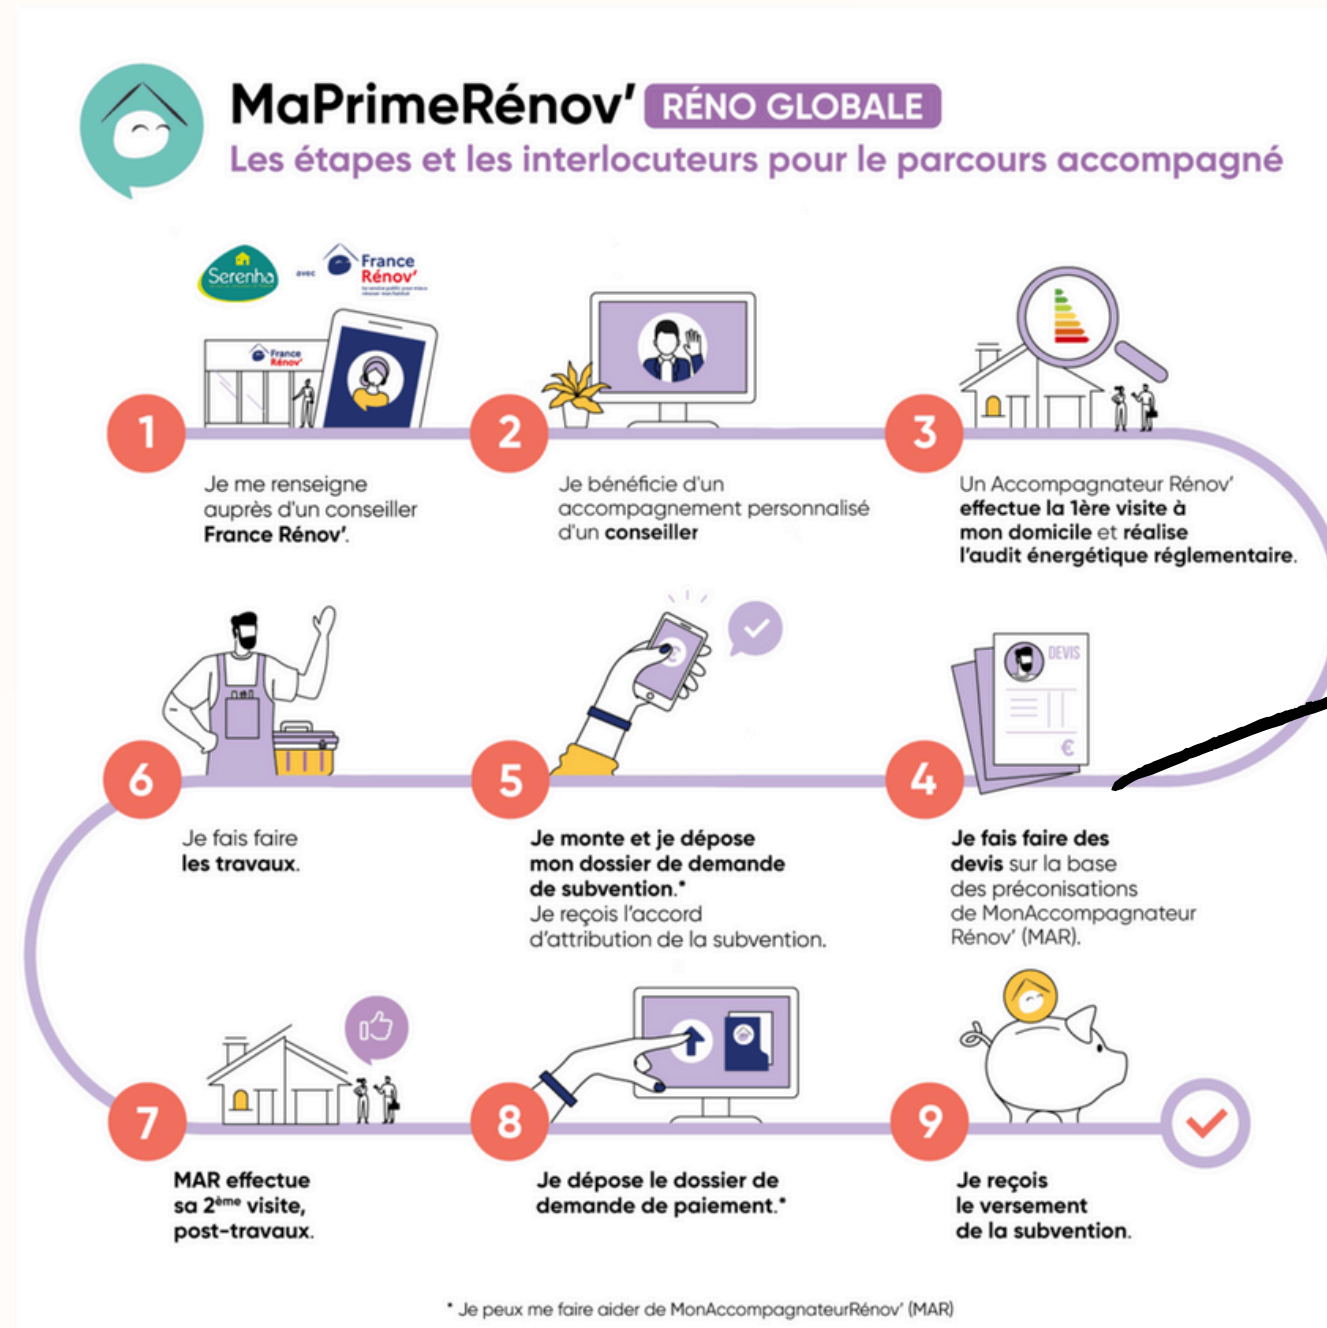 MaPrimeRénov' RÉNO GLOBALE
Les étapes et les interlocuteurs pour le parcours accompagné
Serenha
avec
France
Rénov'
France
Rénov'
1
Je me renseigne
auprès d'un conseiller
France Rénov'.
2
Je bénéficie d'un
accompagnement personnalisé
d'un conseiller
3
Un Accompagnateur Rénov'
effectue la 1ère visite à
mon domicile et réalise
l'audit énergétique réglementaire.
6
Je fais faire
les travaux.
€
5
Je monte et je dépose
mon dossier de demande
de subvention.*
Je reçois l'accord
d'attribution de la subvention.
DEVIS
€
4
Je fais faire des
devis sur la base
des préconisations
de MonAccompagnateur
Rénov' (MAR).
7
MAR effectue
sa 2ème visite,
post-travaux.
8
Je dépose le dossier de
demande de paiement.*
9
Je reçois
le versement
de la subvention.
* Je peux me faire aider de MonAccompagnateurRénov' (MAR)